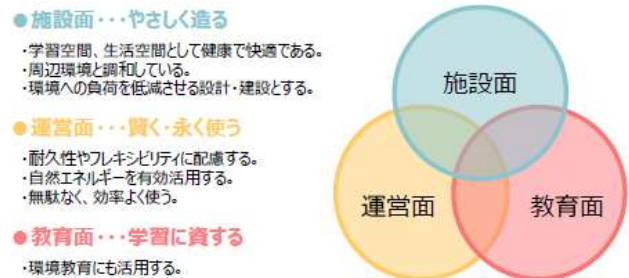 ●施設面・・・やさしく造る
・学習空間、生活空間として健康で快適である。
・周辺環境と調和している。
・環境への負荷を低減させる設計・建設とする。
●運営面・・・賢く・永く使う
・耐久性やフレキシビリティに配慮する。
・自然エネルギーを有効活用する。
・無駄なく、効率よく使う。
●教育面・・・学習に資する
・環境教育にも活用する。
施設面
運営面
教育面